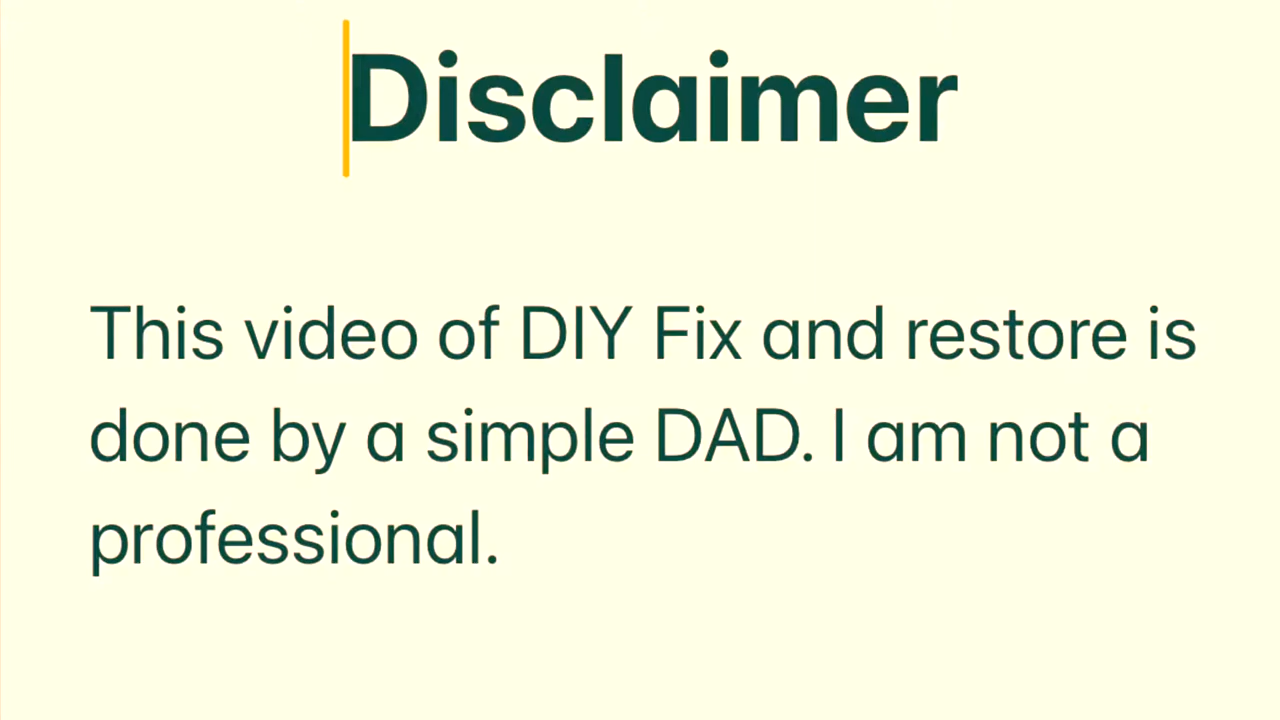 Disclaimer
This video of DIY Fix and restore is
done by a simple DAD. I am not a
professional.